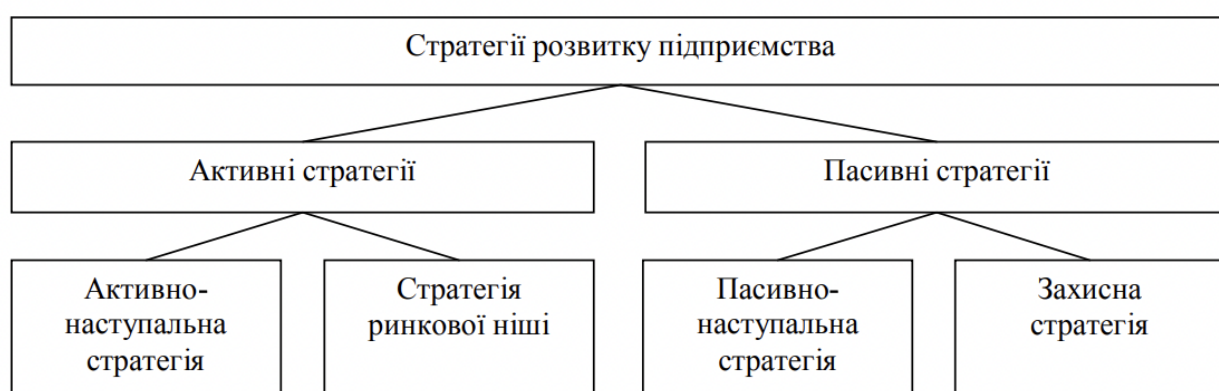 Стратегії розвитку підприємства
Активні стратегії
Пасивні стратегії
Активно-
наступальна
стратегія
Стратегія
ринкової ніші
Пасивно-
наступальна
стратегія
Захисна
стратегія